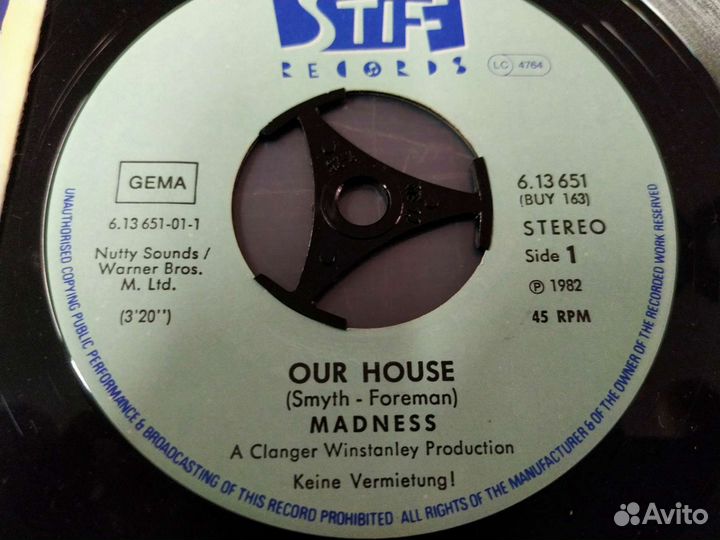 STIFF
RECORDS
LC 4764
GEMA
6.13 651-01-1
Nutty Sounds /
Warner Bros.
M. Ltd.
(3'20'')
6.13 651
(BUY 163)
STEREO
Side 1
℗ 1982
45 RPM
OUR HOUSE
(Smyth - Foreman)
MADNESS
A Clanger Winstanley Production
Keine Vermietung!
UNAUTHORISED COPYING PUBLIC PERFORMANCE & BROADCASTING OF THIS RECORD PROHIBITED ALL RIGHTS OF THE MANUFACTURER & OF THE OWNER OF THE RECORDED WORK RESERVED
Avito